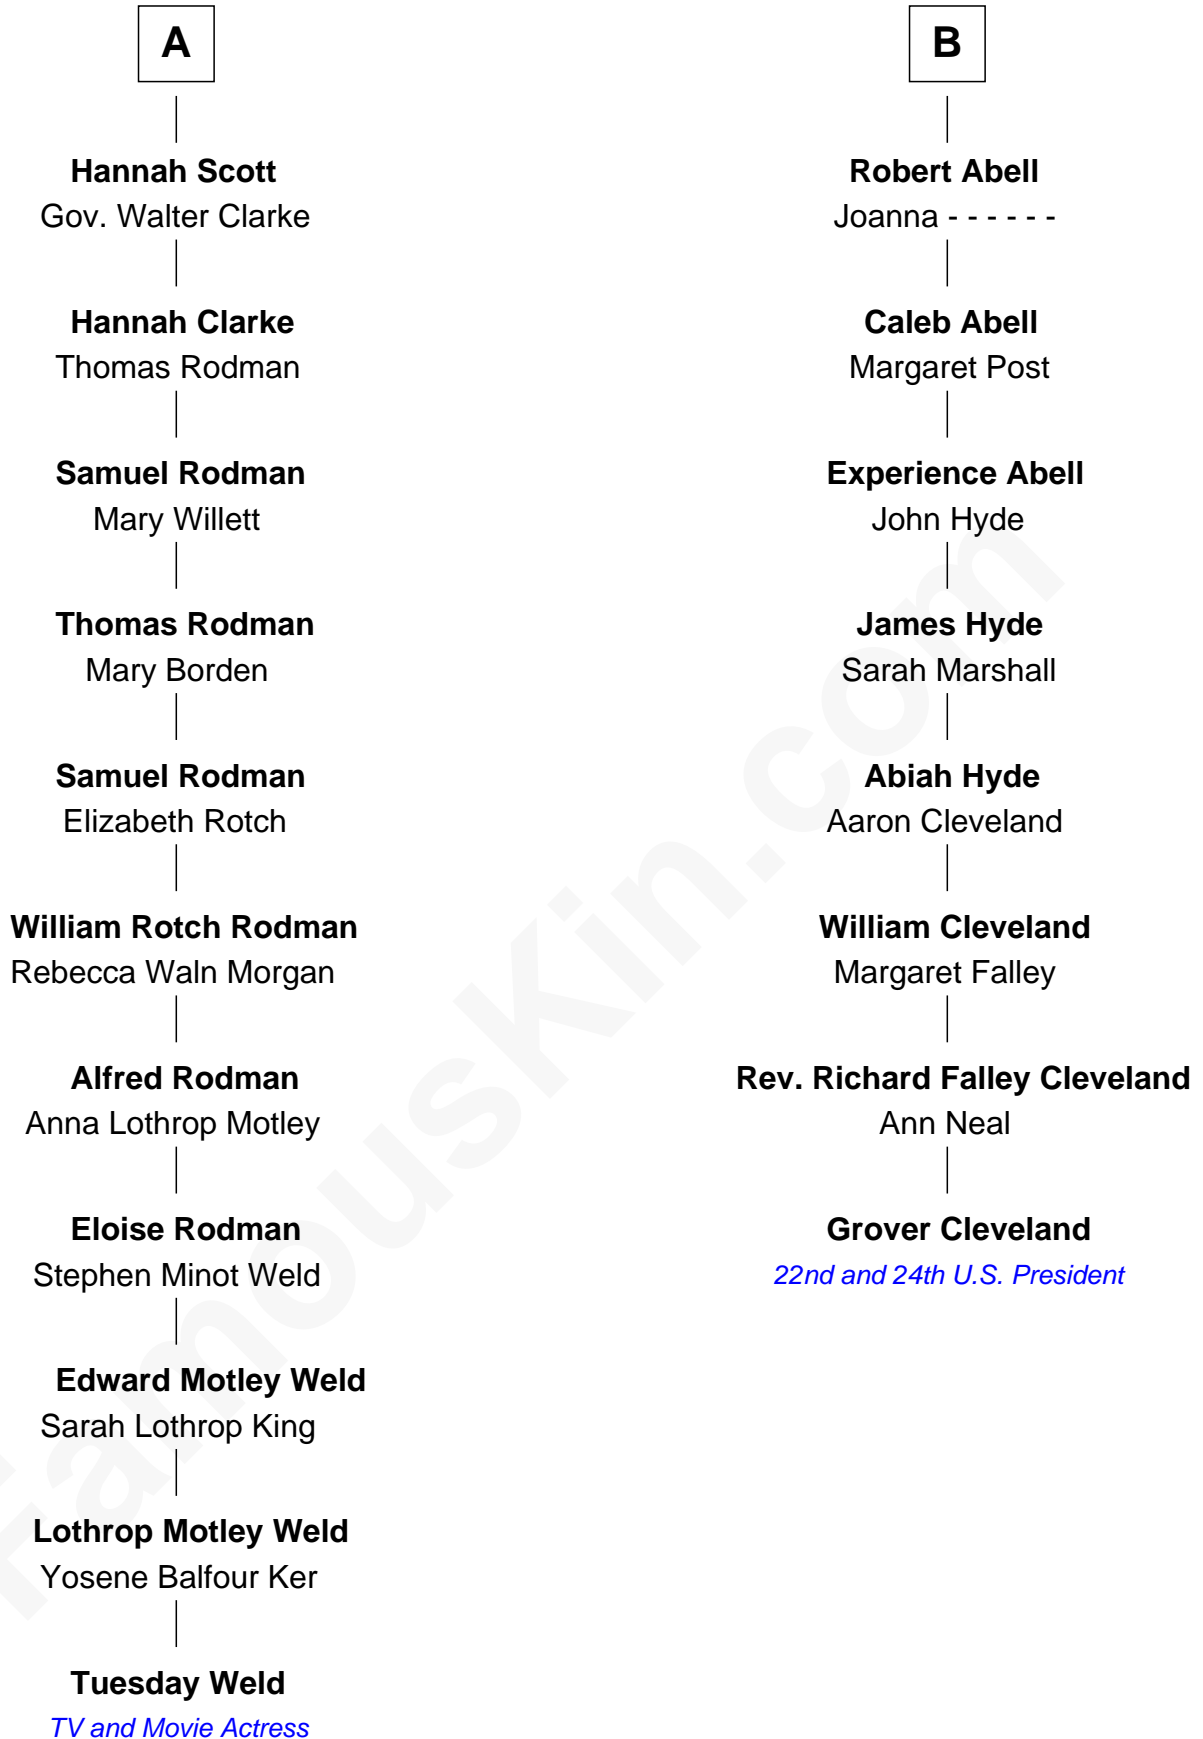 A
Hannah Scott
Gov. Walter Clarke
Hannah Clarke
Thomas Rodman
Samuel Rodman
Mary Willett
Thomas Rodman
Mary Borden
Samuel Rodman
Elizabeth Rotch
William Rotch Rodman
Rebecca Waln Morgan
Alfred Rodman
Anna Lothrop Motley
Eloise Rodman
Stephen Minot Weld
Edward Motley Weld
Sarah Lothrop King
Lothrop Motley Weld
Yosene Balfour Ker
Tuesday Weld
TV and Movie Actress
B
Robert Abell
Joanna - - - - - -
Caleb Abell
Margaret Post
Experience Abell
John Hyde
James Hyde
Sarah Marshall
Abiah Hyde
Aaron Cleveland
William Cleveland
Margaret Falley
Rev. Richard Falley Cleveland
Ann Neal
Grover Cleveland
22nd and 24th U.S. President
FamousKin.com